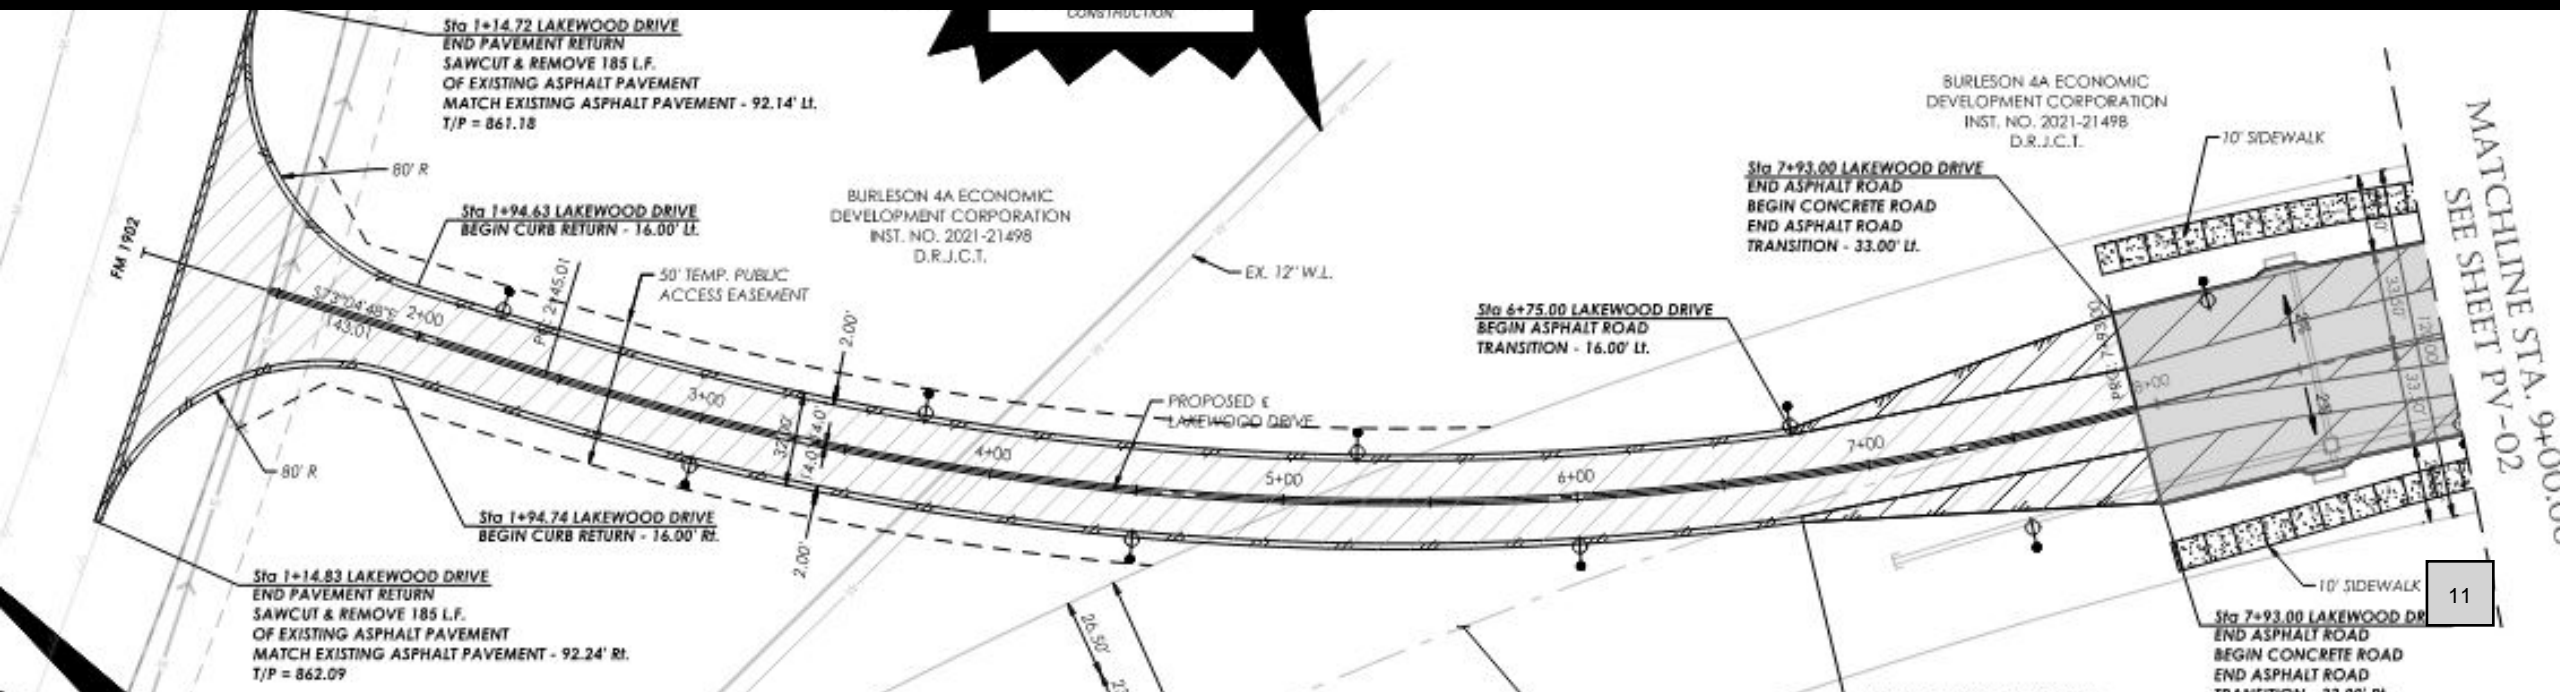 CONSTRUCTION.
Sta 1+14.72 LAKEWOOD DRIVE
END PAVEMENT RETURN
SAWCUT & REMOVE 185 L.F.
OF EXISTING ASPHALT PAVEMENT
MATCH EXISTING ASPHALT PAVEMENT - 92.14' Lt.
T/P = 861.18
80' R
Sta 1+94.63 LAKEWOOD DRIVE
BEGIN CURB RETURN - 16.00' Lt.
FM 1902
S73°04'48"E
143.01
2+00
50' TEMP. PUBLIC
ACCESS EASEMENT
BURLESON 4A ECONOMIC
DEVELOPMENT CORPORATION
INST. NO. 2021-21498
D.R.J.C.T.
EX. 12" W.L.
2.00'
3+00
32.00'
4+00
PROPOSED ℄
LAKEWOOD DRIVE
5+00
6+00
7+00
8+00
Sta 6+75.00 LAKEWOOD DRIVE
BEGIN ASPHALT ROAD
TRANSITION - 16.00' Lt.
BURLESON 4A ECONOMIC
DEVELOPMENT CORPORATION
INST. NO. 2021-21498
D.R.J.C.T.
Sta 7+93.00 LAKEWOOD DRIVE
END ASPHALT ROAD
BEGIN CONCRETE ROAD
END ASPHALT ROAD
TRANSITION - 33.00' Lt.
10' SIDEWALK
MATCHLINE STA. 9+00.00
SEE SHEET PV-02
80' R
Sta 1+94.74 LAKEWOOD DRIVE
BEGIN CURB RETURN - 16.00' Rt.
2.00'
Sta 1+14.83 LAKEWOOD DRIVE
END PAVEMENT RETURN
SAWCUT & REMOVE 185 L.F.
OF EXISTING ASPHALT PAVEMENT
MATCH EXISTING ASPHALT PAVEMENT - 92.24' Rt.
T/P = 862.09
26.50'
10' SIDEWALK
11
Sta 7+93.00 LAKEWOOD DR
END ASPHALT ROAD
BEGIN CONCRETE ROAD
END ASPHALT ROAD
TRANSITION - 33.00' Rt.